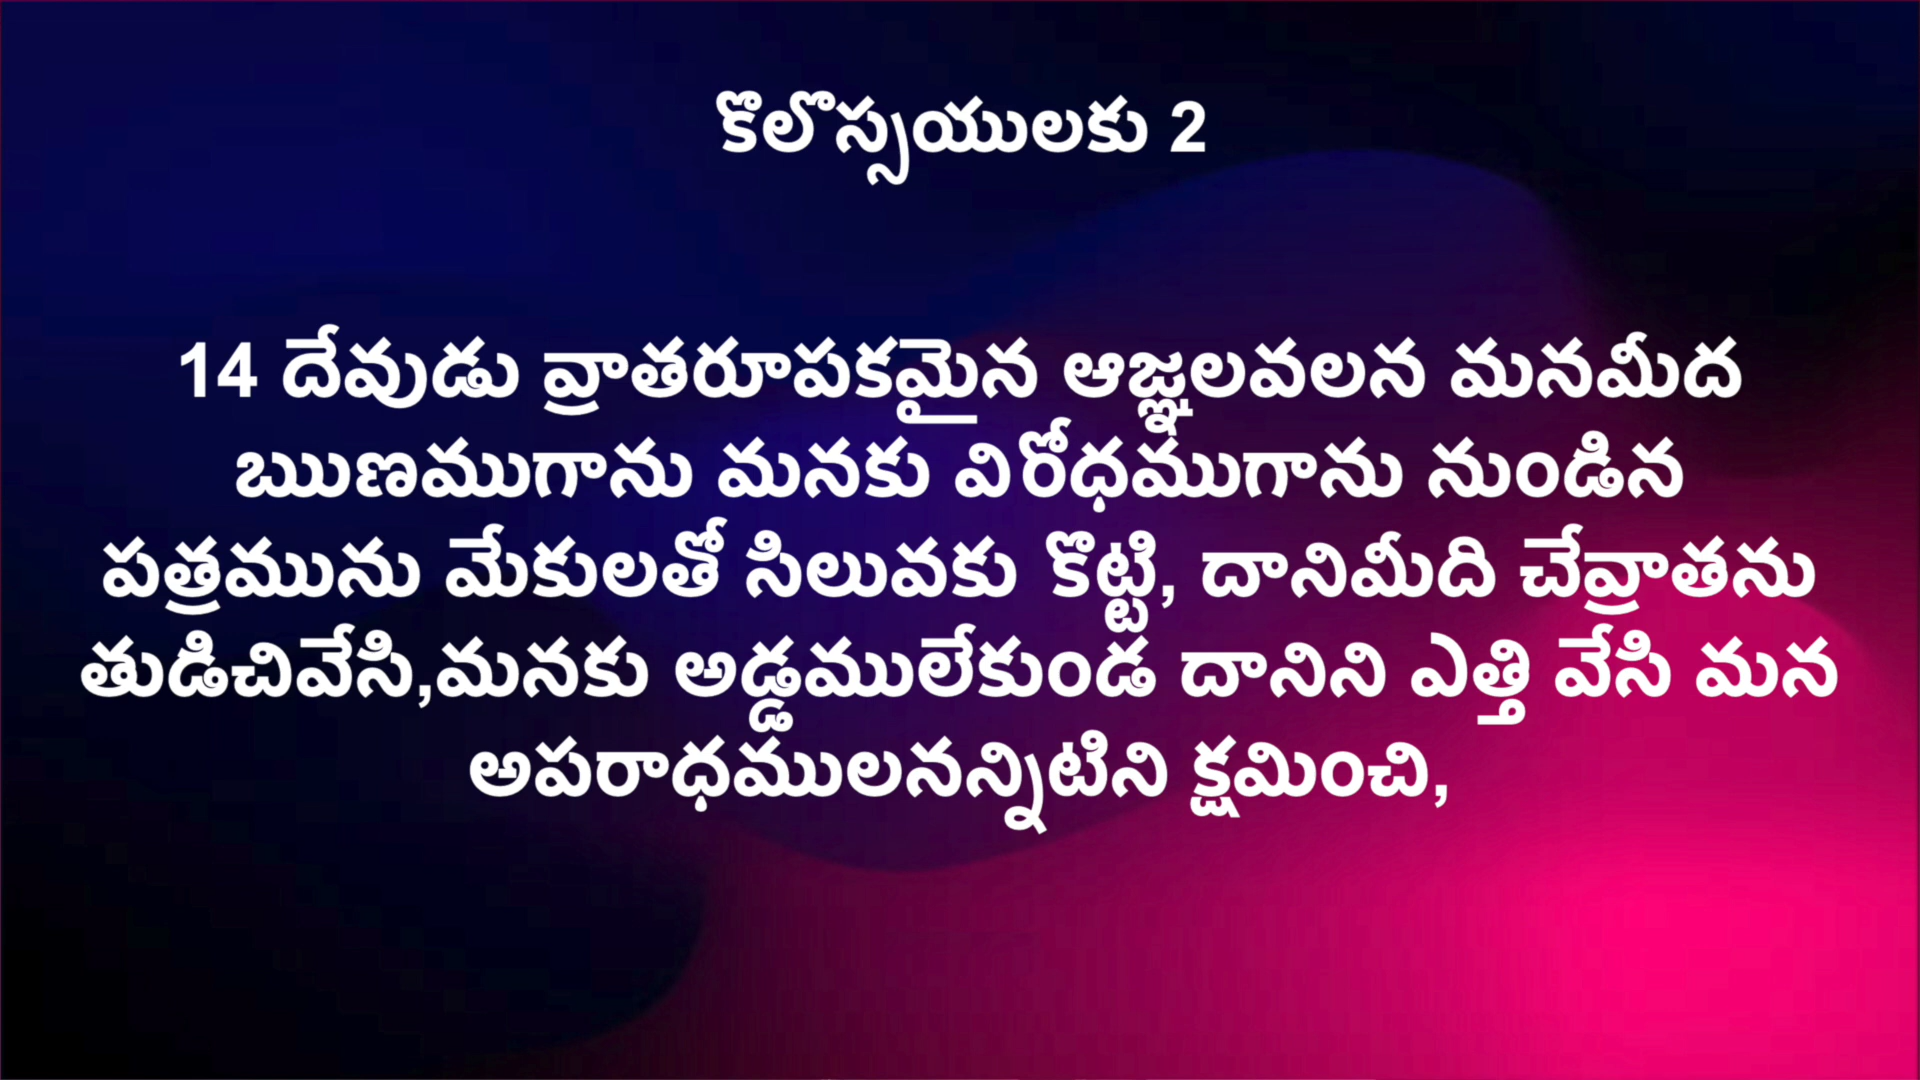 కొలొస్సయులకు 2
14 దేవుడు వ్రాతరూపకమైన ఆజ్ఞలవలన మనమీద
ఋణముగాను మనకు విరోధముగాను నుండిన
పత్రమును మేకులతో సిలువకు కొట్టి, దానిమీది చేవ్రాతను
తుడిచివేసి,మనకు అడ్డములేకుండ దానిని ఎత్తి వేసి మన
అపరాధములనన్నిటిని క్షమించి,